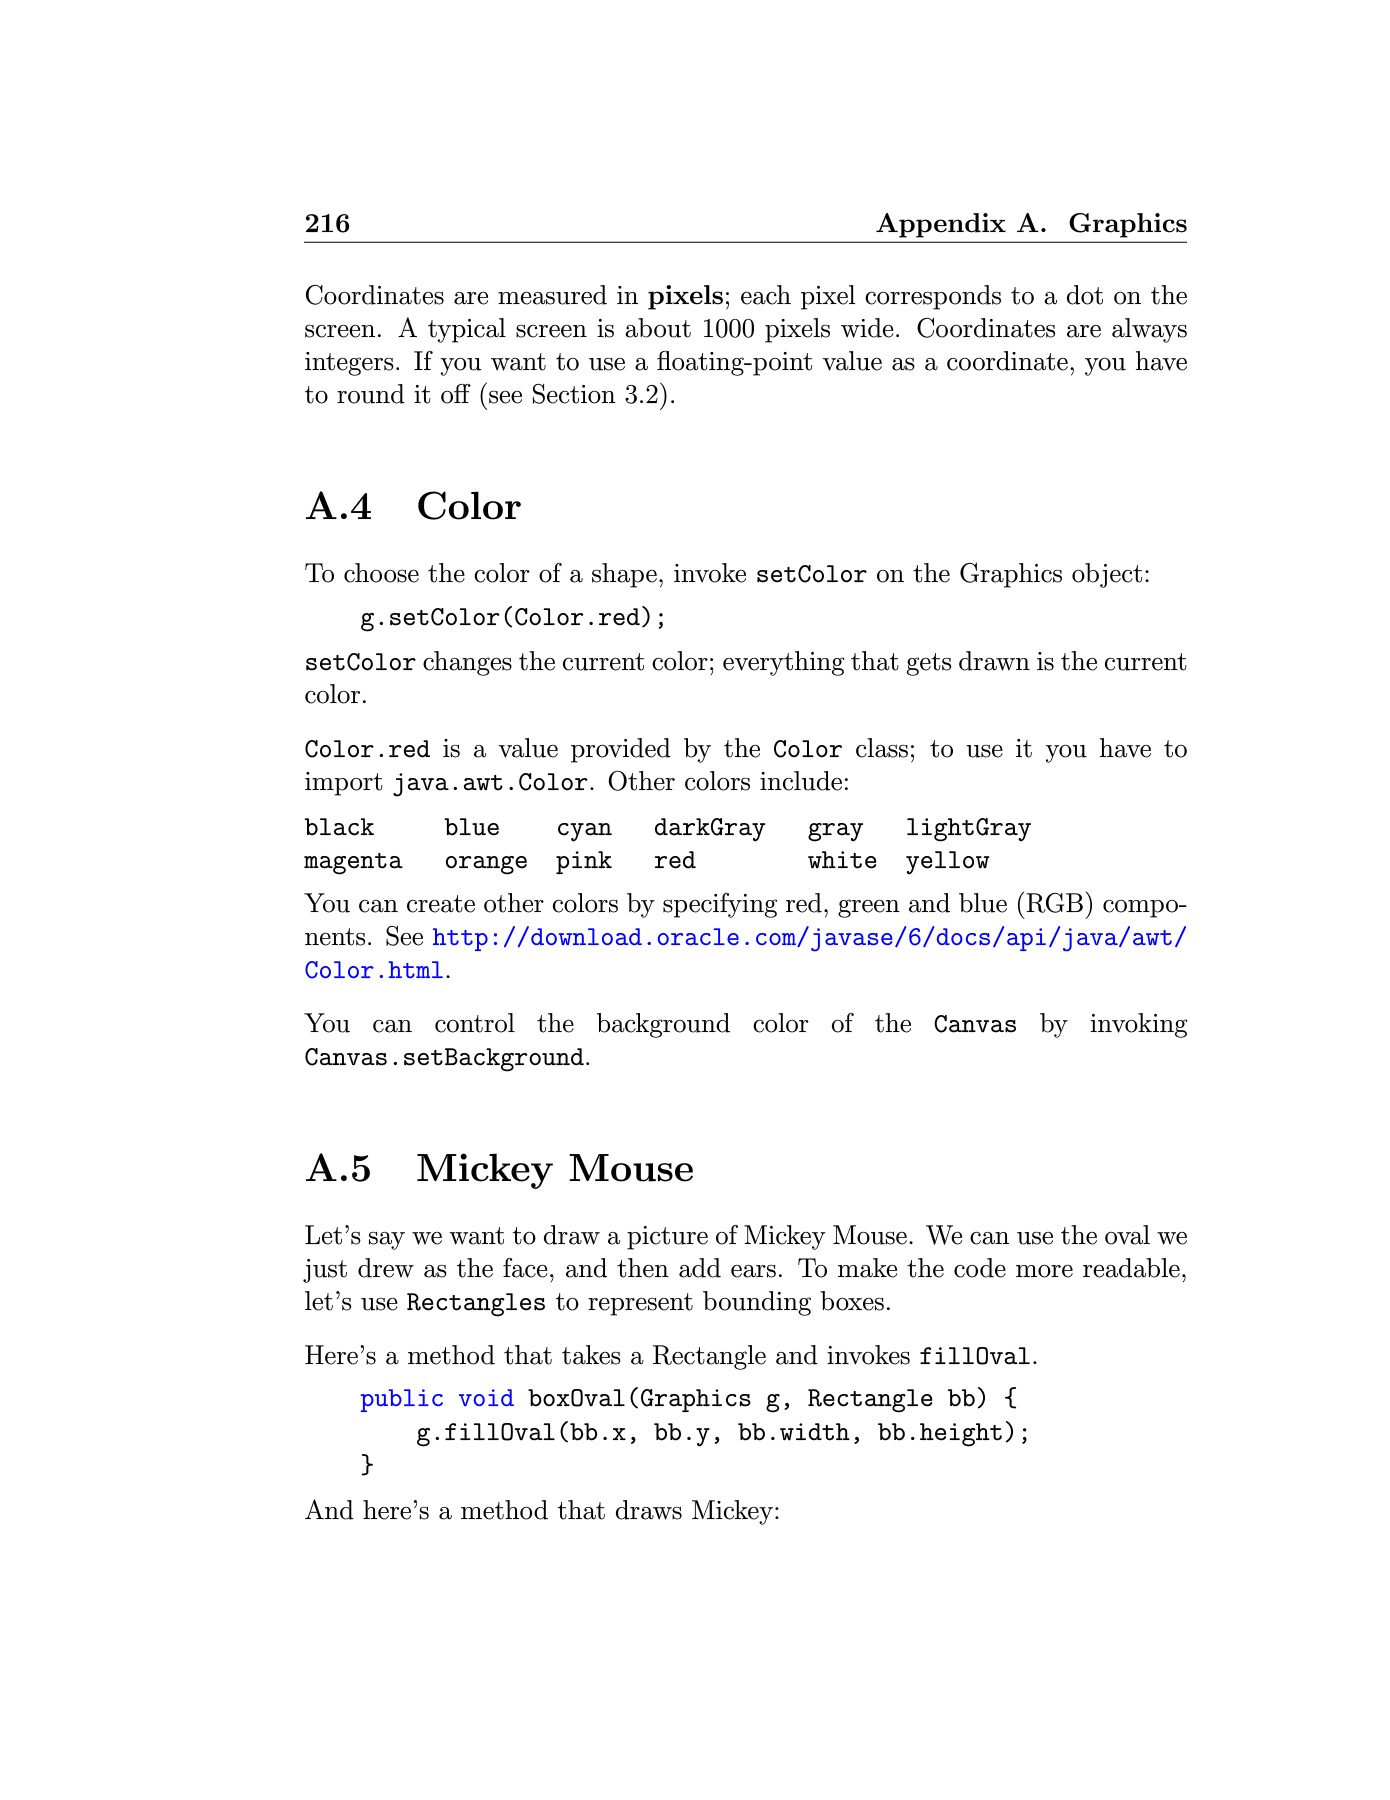 216 Appendix A. Graphics
Coordinates are measured in pixels; each pixel corresponds to a dot on the
screen. A typical screen is about 1000 pixels wide. Coordinates are always
integers. If you want to use a floating-point value as a coordinate, you have
to round it off (see Section 3.2).
A.4 Color
To choose the color of a shape, invoke setColor on the Graphics object:
g.setColor(Color.red);
setColor changes the current color; everything that gets drawn is the current
color.
Color.red is a value provided by the Color class; to use it you have to
import java.awt.Color. Other colors include:
black blue cyan darkGray gray lightGray
magenta orange pink red white yellow
You can create other colors by specifying red, green and blue (RGB) compo-
nents. See http://download.oracle.com/javase/6/docs/api/java/awt/
Color.html.
You can control the background color of the Canvas by invoking
Canvas.setBackground.
A.5 Mickey Mouse
Let's say we want to draw a picture of Mickey Mouse. We can use the oval we
just drew as the face, and then add ears. To make the code more readable,
let's use Rectangles to represent bounding boxes.
Here's a method that takes a Rectangle and invokes fillOval.
public void boxOval(Graphics g, Rectangle bb) {
g.fillOval(bb.x, bb.y, bb.width, bb.height);
}
And here's a method that draws Mickey: